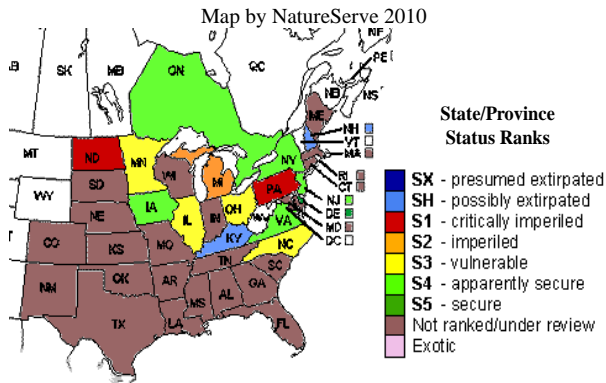 Map by NatureServe 2010
NF
PE
SK
MB
ON
QC
NB
NS
ME
NH
VT
MA
RI
CT
NJ
DE
MD
DC
MT
ND
MN
WI
MI
NY
PA
WY
SD
IA
NE
IL
IN
OH
VA
CO
KS
MO
KY
NC
TN
NM
OK
AR
SC
MS
AL
GA
TX
LA
FL
State/Province
Status Ranks
SX - presumed extirpated
SH - possibly extirpated
S1 - critically imperiled
S2 - imperiled
S3 - vulnerable
S4 - apparently secure
S5 - secure
Not ranked/under review
Exotic